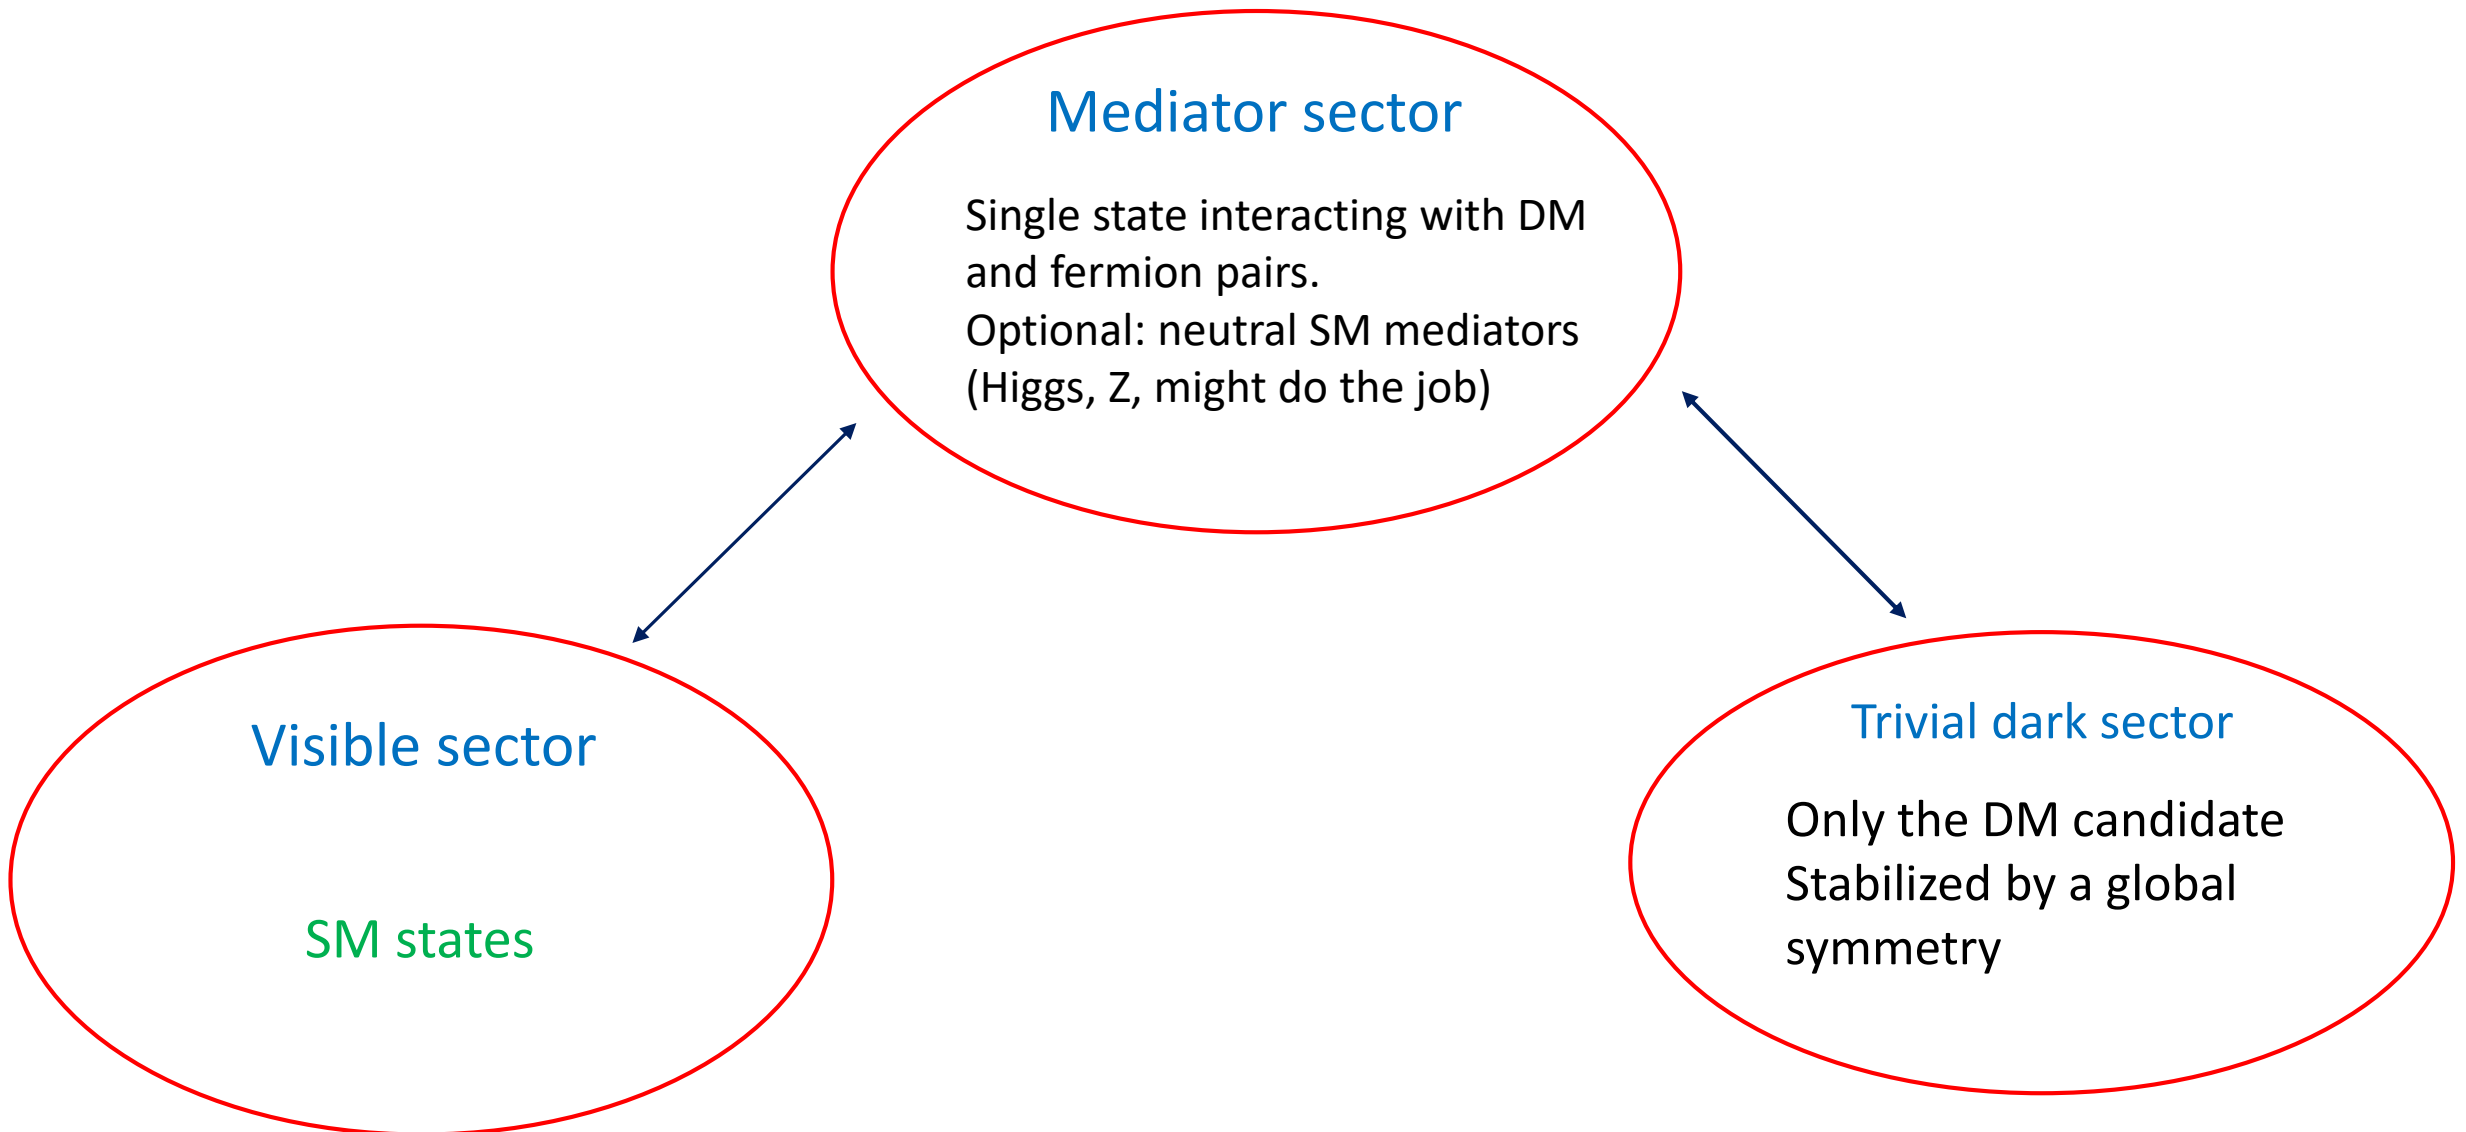 Mediator sector
Single state interacting with DM
and fermion pairs.
Optional: neutral SM mediators
(Higgs, Z, might do the job)
Visible sector
SM states
Trivial dark sector
Only the DM candidate
Stabilized by a global
symmetry